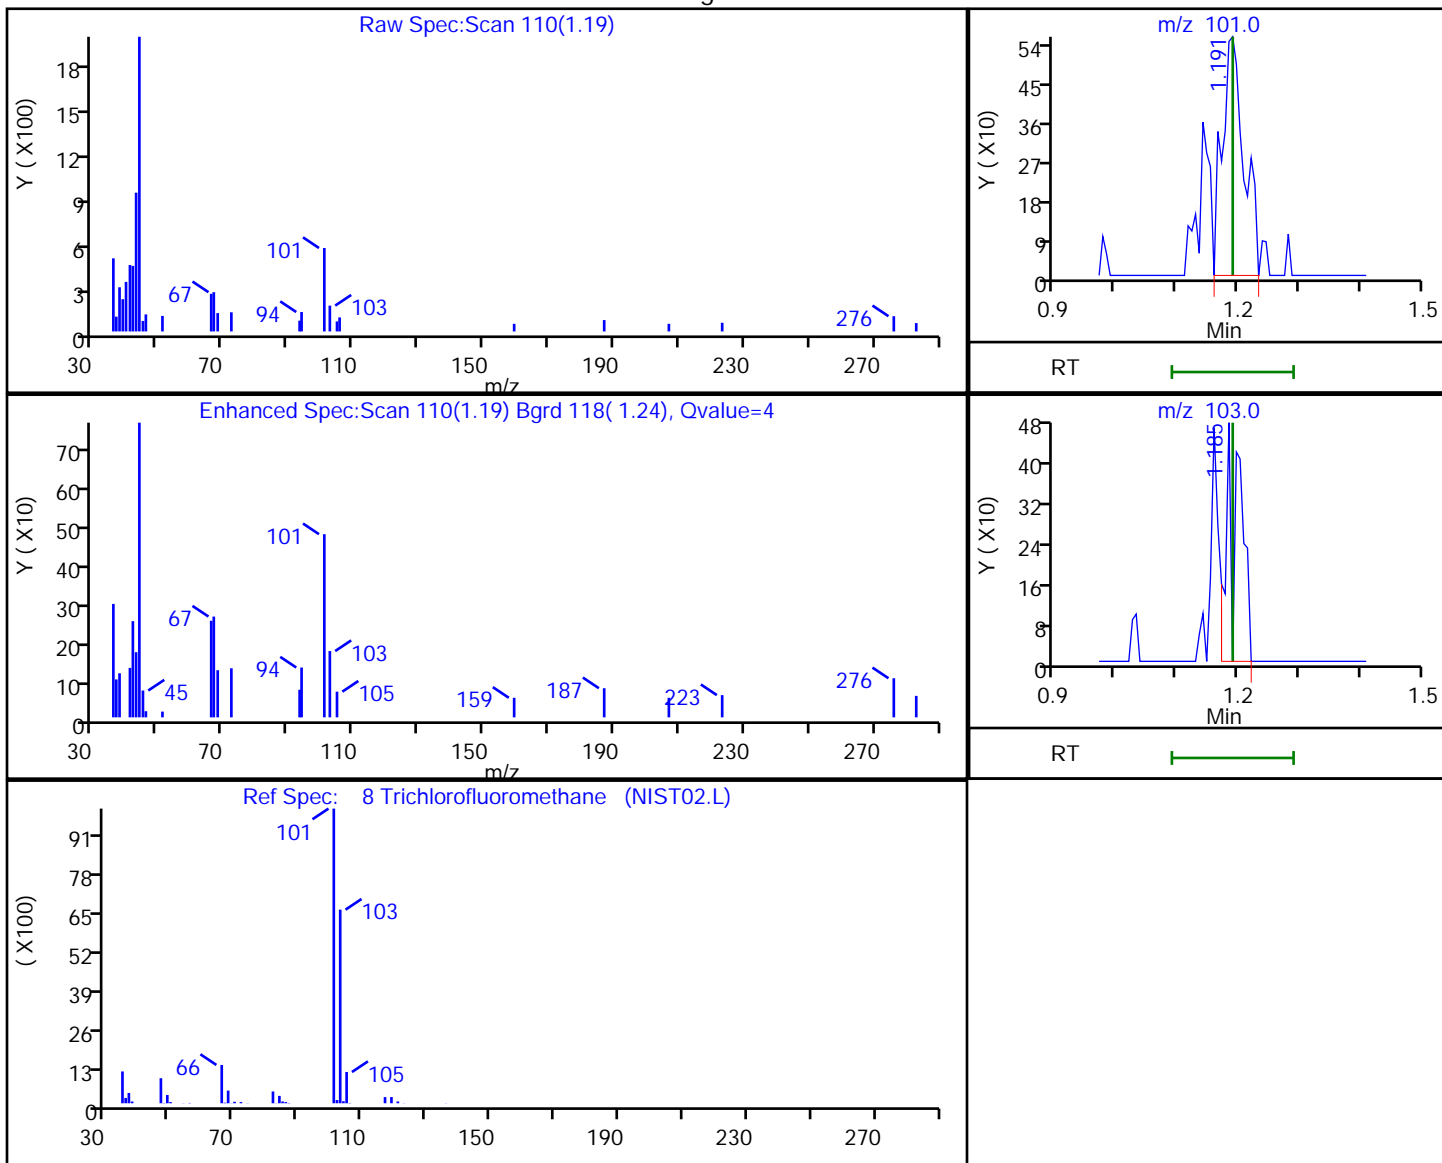 Raw Spec:Scan 110(1.19)
Y ( X100)
18
15
12
9
6
3
0
101
67
94
103
276
30 70 110 150 190 230 270
m/z
m/z 101.0
Y ( X10)
54
45
36
27
18
9
0
1.191
0.9 1.2 1.5
Min
RT
Enhanced Spec:Scan 110(1.19) Bgrd 118( 1.24), Qvalue=4
Y ( X10)
70
60
50
40
30
20
10
0
101
67
103
94
45
105
159
187
223
276
30 70 110 150 190 230 270
m/z
m/z 103.0
Y ( X10)
48
40
32
24
16
8
0
1.185
0.9 1.2 1.5
Min
RT
Ref Spec: 8 Trichlorofluoromethane (NIST02.L)
( X100)
91
78
65
52
39
26
13
0
101
103
66
105
30 70 110 150 190 230 270